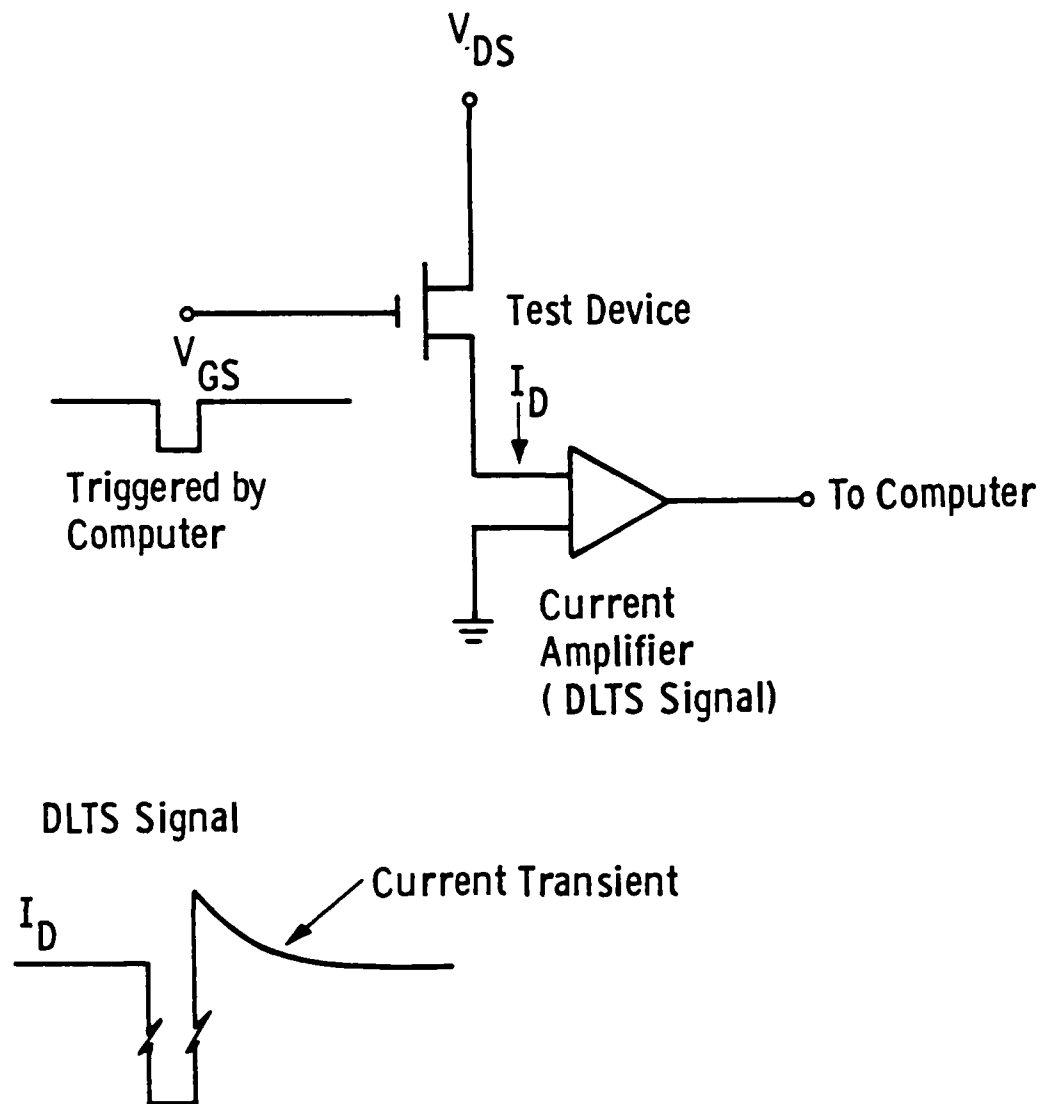 V_DS
Test Device
V_GS
I_D
Triggered by
Computer
To Computer
Current
Amplifier
( DLTS Signal)
DLTS Signal
Current Transient
I_D